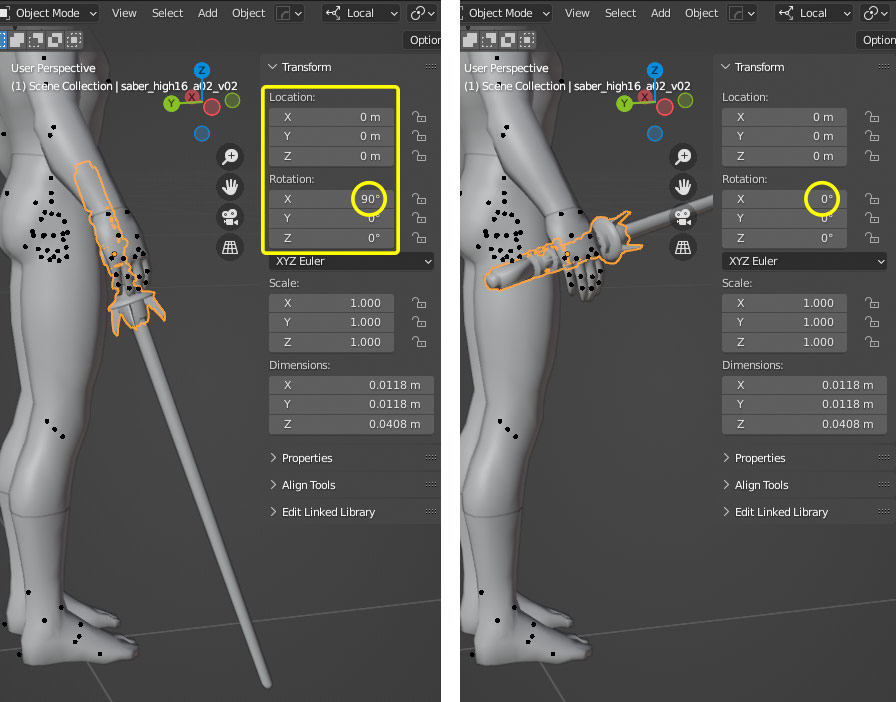 Object Mode View Select Add Object Local
Optior
User Perspective
(1) Scene Collection | saber_high16_a02_v02
Z
Y X
Transform
Location:
X 0 m
Y 0 m
Z 0 m
Rotation:
X 90°
Y 0°
Z 0°
XYZ Euler
Scale:
X 1.000
Y 1.000
Z 1.000
Dimensions:
X 0.0118 m
Y 0.0118 m
Z 0.0408 m
Properties
Align Tools
Edit Linked Library
Object Mode View Select Add Object Local
Option
User Perspective
(1) Scene Collection | saber_high16_a02_v02
Z
Y X
Transform
Location:
X 0 m
Y 0 m
Z 0 m
Rotation:
X 0°
Y 0°
Z 0°
XYZ Euler
Scale:
X 1.000
Y 1.000
Z 1.000
Dimensions:
X 0.0118 m
Y 0.0118 m
Z 0.0408 m
Properties
Align Tools
Edit Linked Library